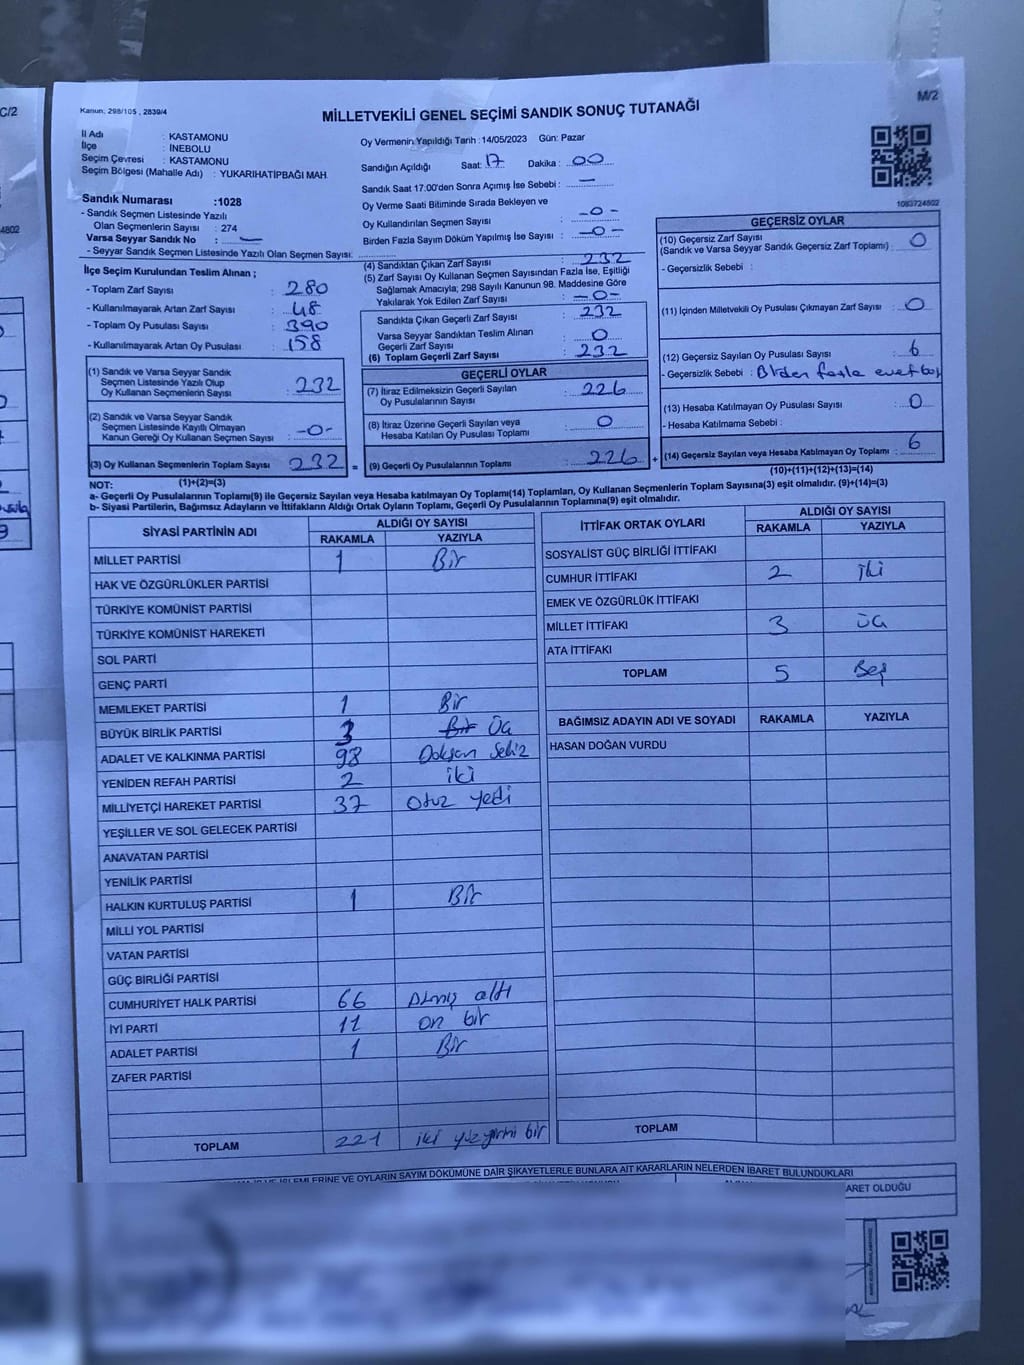 C/2
4802
Kanun: 298/105 , 2839/4
M/2
MİLLETVEKİLİ GENEL SEÇİMİ SANDIK SONUÇ TUTANAĞI
İl Adı : KASTAMONU
İlçe : İNEBOLU
Seçim Çevresi : KASTAMONU
Seçim Bölgesi (Mahalle Adı) : YUKARIHATİPBAĞI MAH.
Sandık Numarası :1028
- Sandık Seçmen Listesinde Yazılı
Olan Seçmenlerin Sayısı : 274
Varsa Seyyar Sandık No : —
- Seyyar Sandık Seçmen Listesinde Yazılı Olan Seçmen Sayısı:
Oy Vermenin Yapıldığı Tarih : 14/05/2023 Gün: Pazar
Sandığın Açıldığı Saat: 17 Dakika : 00
Sandık Saat 17.00'den Sonra Açımış İse Sebebi : —
Oy Verme Saati Bitiminde Sırada Bekleyen ve
Oy Kullandırılan Seçmen Sayısı : -0-
Birden Fazla Sayım Döküm Yapılmış İse Sayısı : -0-
1083724802
İlçe Seçim Kurulundan Teslim Alınan ;
- Toplam Zarf Sayısı : 280
- Kullanılmayarak Artan Zarf Sayısı : 48
- Toplam Oy Pusulası Sayısı : 390
- Kullanılmayarak Artan Oy Pusulası : 158
(1) Sandık ve Varsa Seyyar Sandık
Seçmen Listesinde Yazılı Olup
Oy Kullanan Seçmenlerin Sayısı : 232
(2) Sandık ve Varsa Seyyar Sandık
Seçmen Listesinde Kayıtlı Olmayan
Kanun Gereği Oy Kullanan Seçmen Sayısı : -0-
(3) Oy Kullanan Seçmenlerin Toplam Sayısı : 232
(1)+(2)=(3)
(4) Sandıktan Çıkan Zarf Sayısı : 232
(5) Zarf Sayısı Oy Kullanan Seçmen Sayısından Fazla İse, Eşitliği
Sağlamak Amacıyla; 298 Sayılı Kanunun 98. Maddesine Göre
Yakılarak Yok Edilen Zarf Sayısı : -0-
Sandıkta Çıkan Geçerli Zarf Sayısı : 232
Varsa Seyyar Sandıktan Teslim Alınan
Geçerli Zarf Sayısı : 0
(6) Toplam Geçerli Zarf Sayısı : 232
GEÇERLİ OYLAR
(7) İtiraz Edilmeksizin Geçerli Sayılan
Oy Pusulalarının Sayısı : 226
(8) İtiraz Üzerine Geçerli Sayılan veya
Hesaba Katılan Oy Pusulası Toplamı : 0
= (9) Geçerli Oy Pusulalarının Toplamı : 226 +
GEÇERSİZ OYLAR
(10) Geçersiz Zarf Sayısı
(Sandık ve Varsa Seyyar Sandık Geçersiz Zarf Toplamı) : 0
- Geçersizlik Sebebi :
(11) İçinden Milletvekili Oy Pusulası Çıkmayan Zarf Sayısı : 0
(12) Geçersiz Sayılan Oy Pusulası Sayısı : 6
- Geçersizlik Sebebi : Birden fazla evet
(13) Hesaba Katılmayan Oy Pusulası Sayısı : 0
- Hesaba Katılmama Sebebi :
(14) Geçersiz Sayılan veya Hesaba Katılmayan Oy Toplamı : 6
(10)+(11)+(12)+(13)=(14)
NOT:
a- Geçerli Oy Pusulalarının Toplamı(9) ile Geçersiz Sayılan veya Hesaba katılmayan Oy Toplamı(14) Toplamları, Oy Kullanan Seçmenlerin Toplam Sayısına(3) eşit olmalıdır. (9)+(14)=(3)
b- Siyasi Partilerin, Bağımsız Adayların ve İttifakların Aldığı Ortak Oyların Toplamı, Geçerli Oy Pusulalarının Toplamına(9) eşit olmalıdır.
SİYASİ PARTİNİN ADI ALDIĞI OY SAYISI
RAKAMLA YAZIYLA
MİLLET PARTİSİ 1 Bir
HAK VE ÖZGÜRLÜKLER PARTİSİ
TÜRKİYE KOMÜNİST PARTİSİ
TÜRKİYE KOMÜNİST HAREKETİ
SOL PARTİ
GENÇ PARTİ
MEMLEKET PARTİSİ 1 Bir
BÜYÜK BİRLİK PARTİSİ 3 Bir Üç
ADALET VE KALKINMA PARTİSİ 98 Doksan Sekiz
YENİDEN REFAH PARTİSİ 2 iki
MİLLİYETÇİ HAREKET PARTİSİ 37 Otuz yedi
YEŞİLLER VE SOL GELECEK PARTİSİ
ANAVATAN PARTİSİ
YENİLİK PARTİSİ
HALKIN KURTULUŞ PARTİSİ 1 Bir
MİLLİ YOL PARTİSİ
VATAN PARTİSİ
GÜÇ BİRLİĞİ PARTİSİ
CUMHURİYET HALK PARTİSİ 66 Atmış altı
İYİ PARTİ 11 on bir
ADALET PARTİSİ 1 Bir
ZAFER PARTİSİ
TOPLAM 221 iki yüz yirmi bir
İTTİFAK ORTAK OYLARI ALDIĞI OY SAYISI
RAKAMLA YAZIYLA
SOSYALİST GÜÇ BİRLİĞİ İTTİFAKI
CUMHUR İTTİFAKI 2 iki
EMEK VE ÖZGÜRLÜK İTTİFAKI
MİLLET İTTİFAKI 3 üç
ATA İTTİFAKI
TOPLAM 5 Beş
BAĞIMSIZ ADAYIN ADI VE SOYADI RAKAMLA YAZIYLA
HASAN DOĞAN VURDU
TOPLAM
OYLARIN SAYIM DÖKÜMÜNE DAİR ŞİKAYETLERLE BUNLARA AİT KARARLARIN NELERDEN İBARET BULUNDUKLARI
OLDUĞU